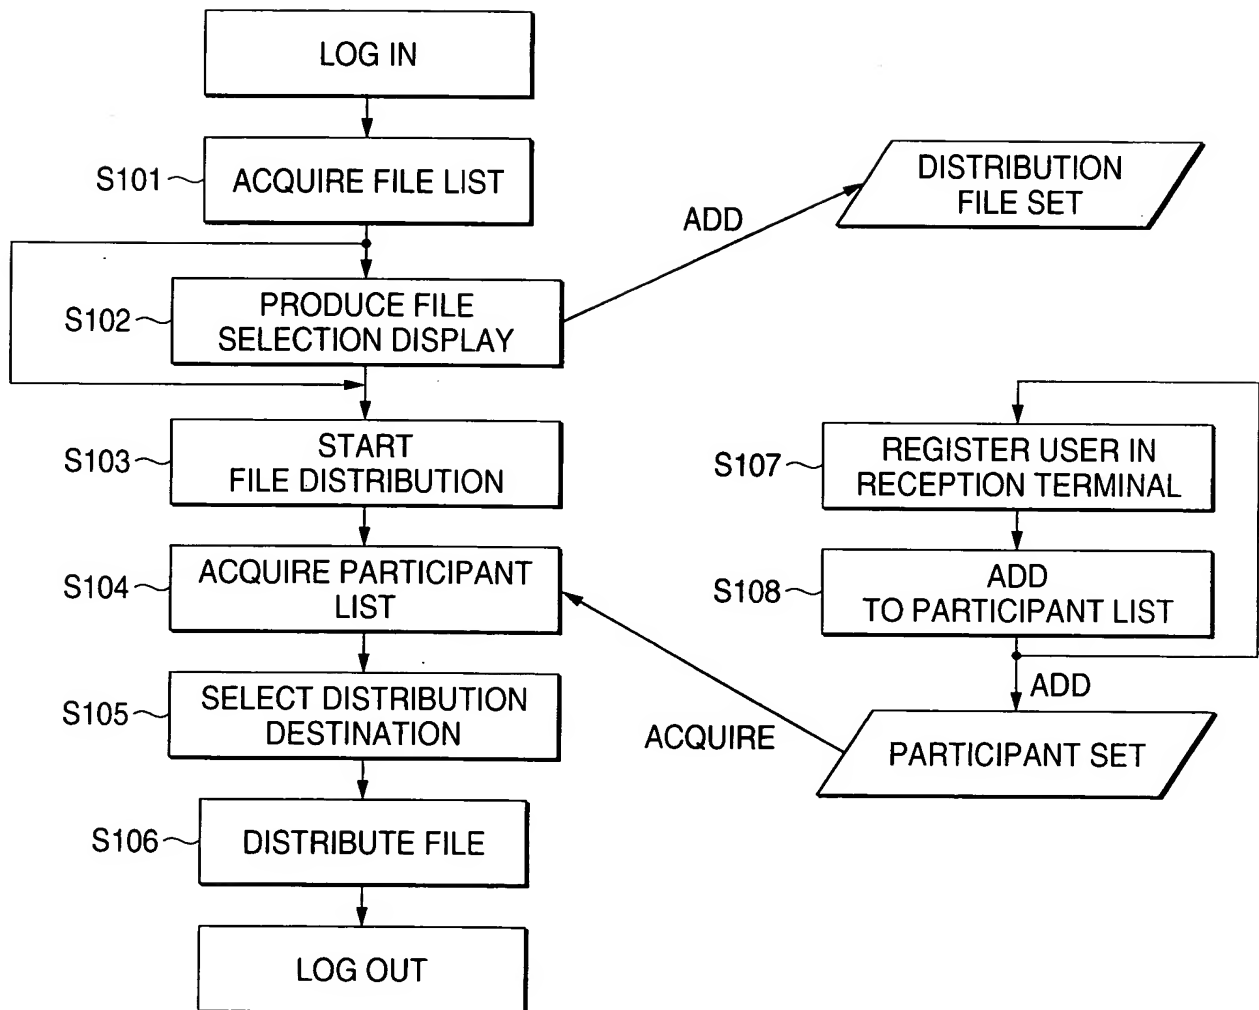 LOG IN
S101
ACQUIRE FILE LIST
DISTRIBUTION
FILE SET
ADD
S102
PRODUCE FILE
SELECTION DISPLAY
S103
START
FILE DISTRIBUTION
S107
REGISTER USER IN
RECEPTION TERMINAL
S104
ACQUIRE PARTICIPANT
LIST
S108
ADD
TO PARTICIPANT LIST
ADD
S105
SELECT DISTRIBUTION
DESTINATION
ACQUIRE
PARTICIPANT SET
S106
DISTRIBUTE FILE
LOG OUT